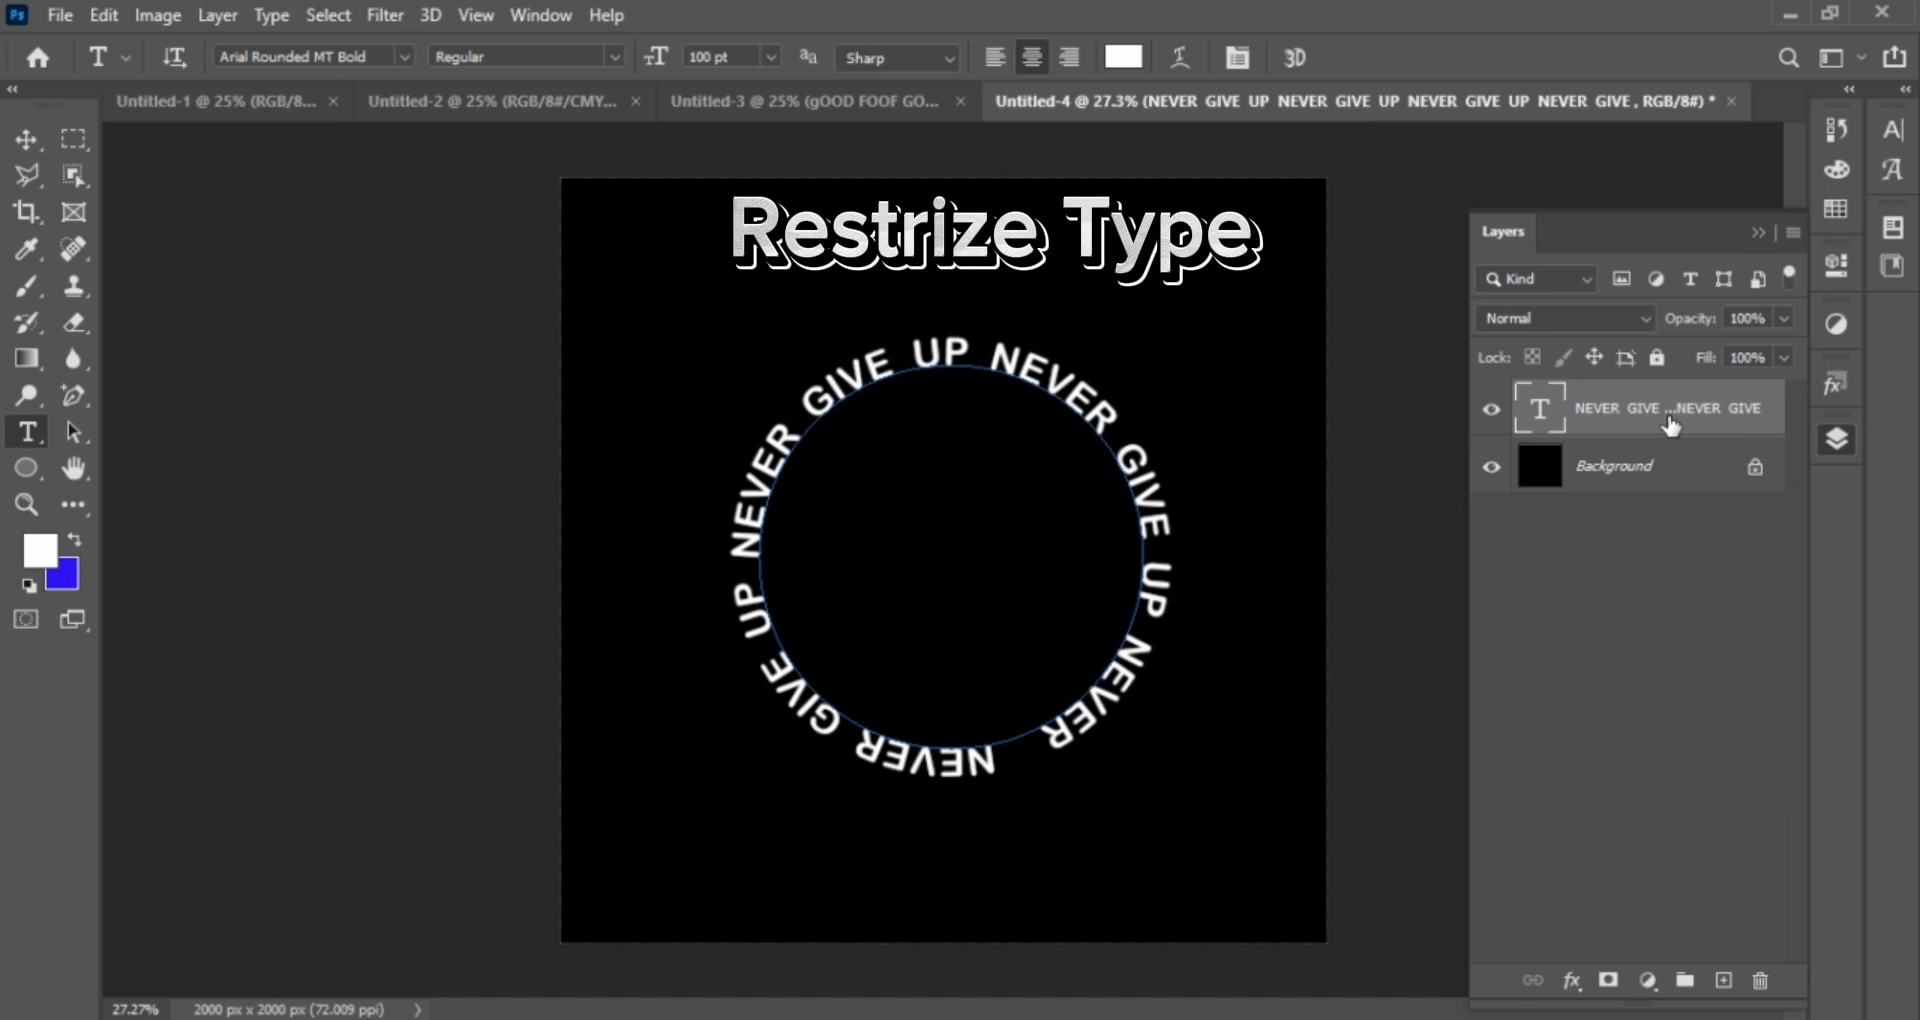 Ps File Edit Image Layer Type Select Filter 3D View Window Help
T Arial Rounded MT Bold Regular 100 pt aa Sharp 3D
Untitled-1 @ 25% (RGB/8... × Untitled-2 @ 25% (RGB/8#/CMY... × Untitled-3 @ 25% (gOOD FOOF GO... × Untitled-4 @ 27.3% (NEVER GIVE UP NEVER GIVE UP NEVER GIVE UP NEVER GIVE , RGB/8#) * ×
Restrize Type
NEVER GIVE UP NEVER GIVE UP NEVER GIVE UP NEVER NEVER
Layers
Kind
Normal Opacity: 100%
Lock: Fill: 100%
NEVER GIVE ...NEVER GIVE
Background
fx
27.27% 2000 px x 2000 px (72.009 ppi)